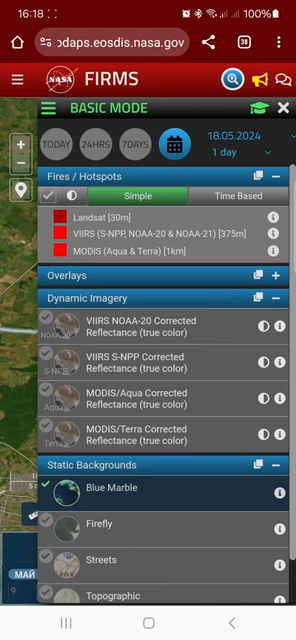 16:18
100%
odaps.eosdis.nasa.gov
38
NASA
FIRMS
BASIC MODE
TODAY
24HRS
7DAYS
18.05.2024
1 day
Fires / Hotspots
Simple
Time Based
Landsat [30m]
VIIRS (S-NPP, NOAA-20 & NOAA-21) [375m]
MODIS (Aqua & Terra) [1km]
Overlays
Dynamic Imagery
VIIRS NOAA-20 Corrected
Reflectance (true color)
NOAA-20
VIIRS S-NPP Corrected
Reflectance (true color)
S-NPP
MODIS/Aqua Corrected
Reflectance (true color)
Aqua
MODIS/Terra Corrected
Reflectance (true color)
Terra
Static Backgrounds
Blue Marble
Firefly
Streets
Topographic
МАЙ
9